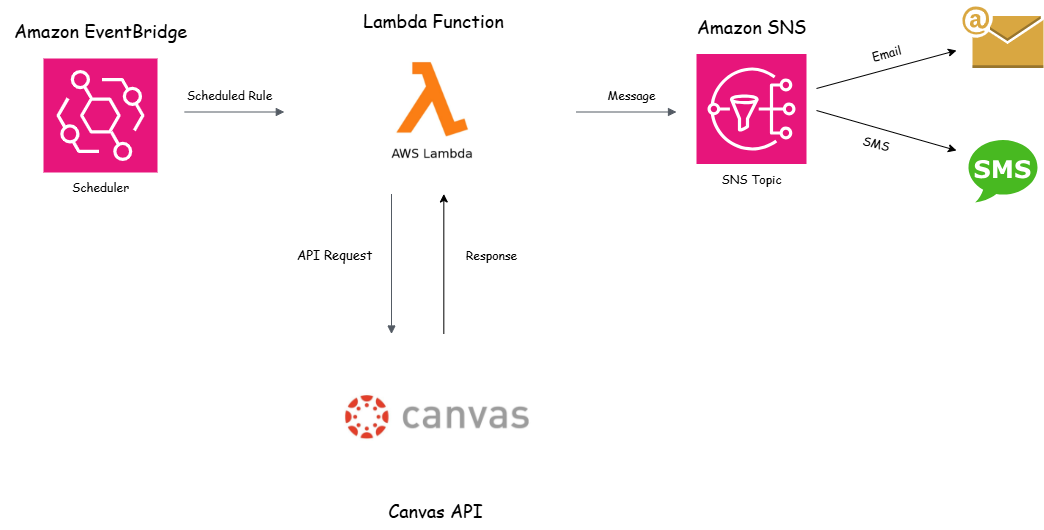 Amazon EventBridge
Lambda Function
Amazon SNS
@
Scheduled Rule
Message
Email
SMS
AWS Lambda
SMS
Scheduler
SNS Topic
API Request
Response
canvas
Canvas API